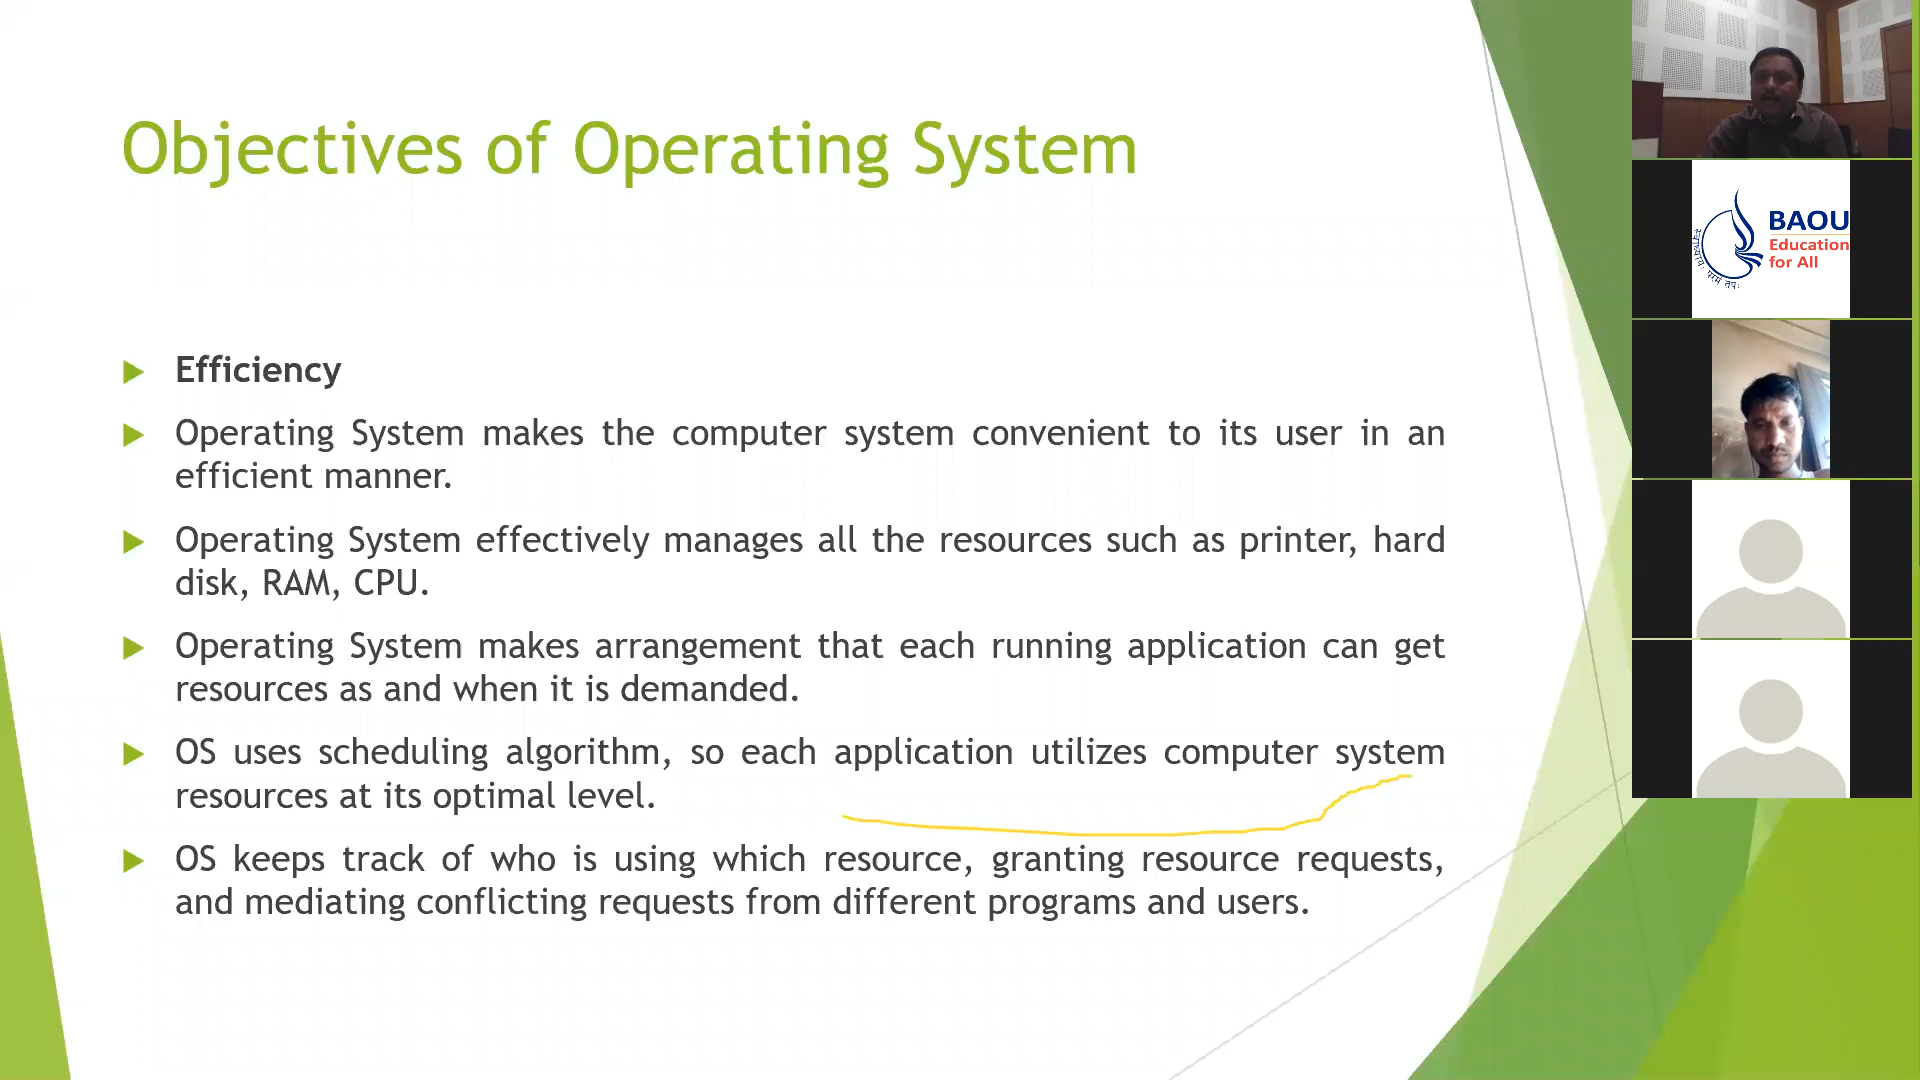 Objectives of Operating System
Efficiency
Operating System makes the computer system convenient to its user in an
efficient manner.
Operating System effectively manages all the resources such as printer, hard
disk, RAM, CPU.
Operating System makes arrangement that each running application can get
resources as and when it is demanded.
OS uses scheduling algorithm, so each application utilizes computer system
resources at its optimal level.
OS keeps track of who is using which resource, granting resource requests,
and mediating conflicting requests from different programs and users.
BAOU
Education
for All